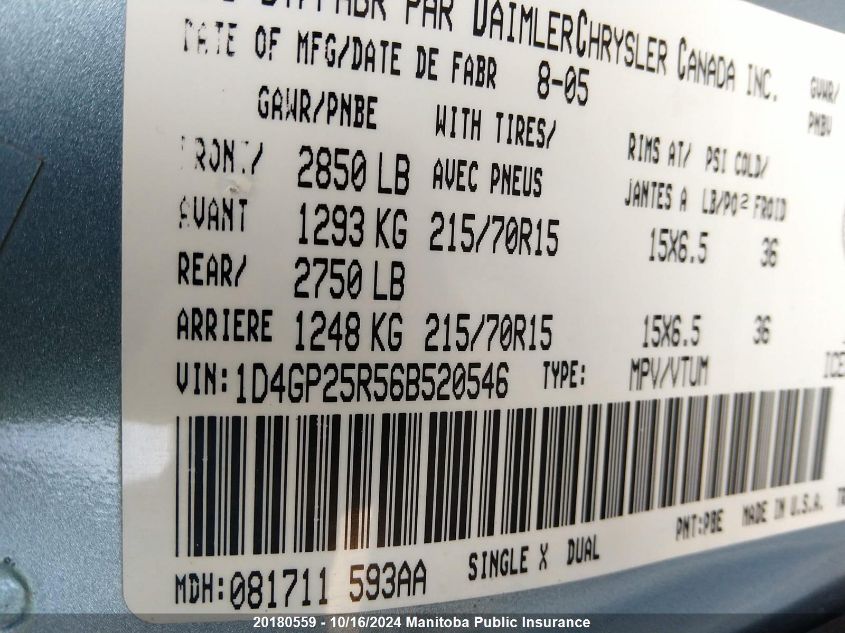 PAR DAIMLERCHRYSLER CANADA INC.
DATE OF MFG/DATE DE FABR 8-05 GVWR/
GAWR/PNBE WITH TIRES/ RIMS AT/ PSI COLD/ PNBV
FRONT/ 2850 LB AVEC PNEUS JANTES A LB/PO² FROID
AVANT 1293 KG 215/70R15 15X6.5 36
REAR/ 2750 LB
ARRIERE 1248 KG 215/70R15 15X6.5 36
VIN:1D4GP25R56B520546 TYPE: MPV/VTUM
PNT:PBE MADE IN U.S.A.
MDH:081711 593AA SINGLE X DUAL
20180559 - 10/16/2024 Manitoba Public Insurance